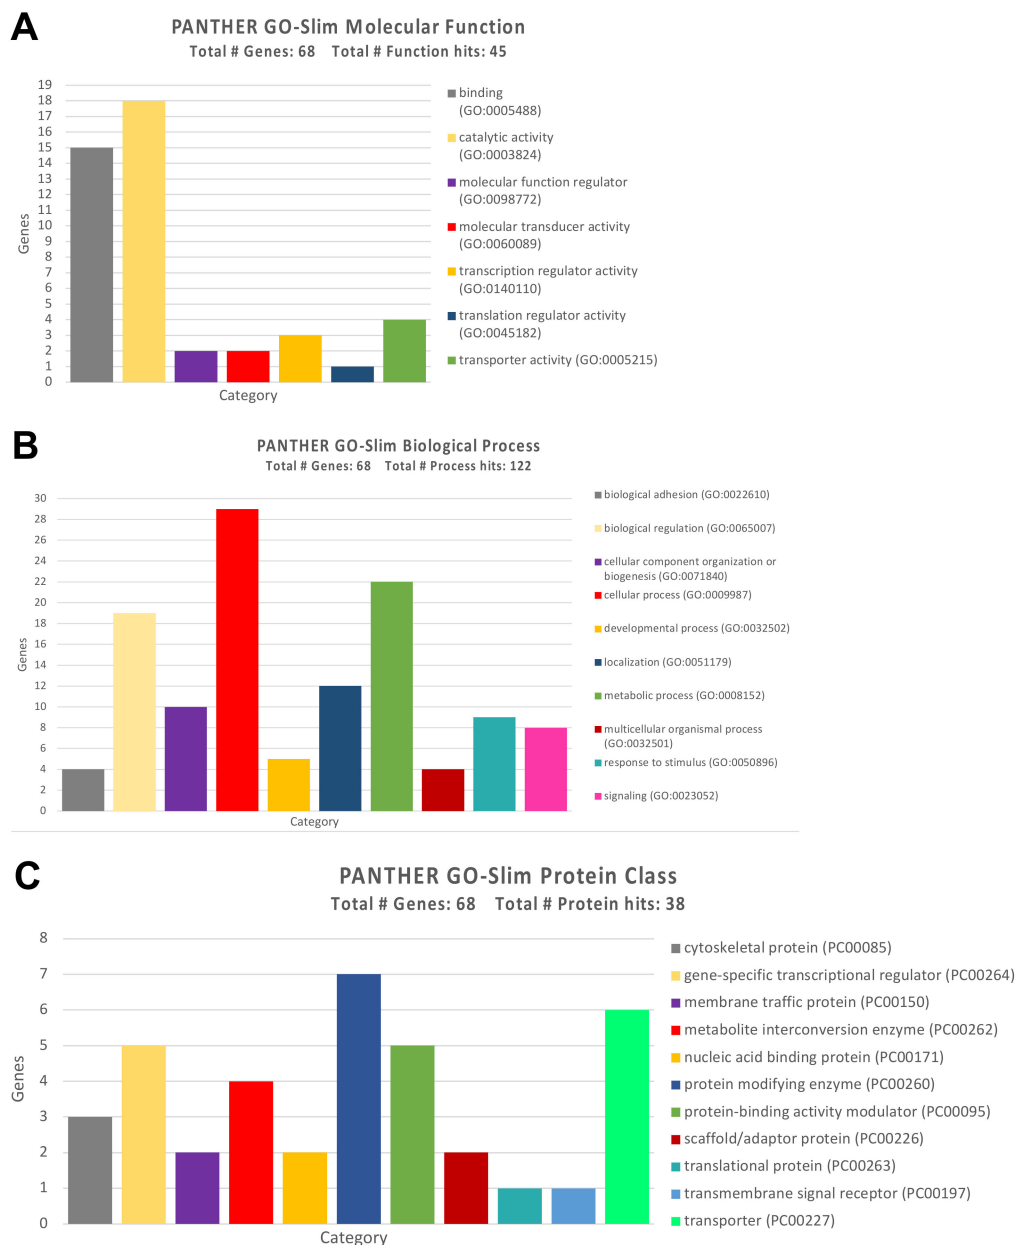 A
PANTHER GO-Slim Molecular Function
Total # Genes: 68 Total # Function hits: 45
19
18
17
16
15
14
13
12
11
10
9
8
7
6
5
4
3
2
1
0
Genes
Category
binding
(GO:0005488)
catalytic activity
(GO:0003824)
molecular function regulator
(GO:0098772)
molecular transducer activity
(GO:0060089)
transcription regulator activity
(GO:0140110)
translation regulator activity
(GO:0045182)
transporter activity (GO:0005215)
B
PANTHER GO-Slim Biological Process
Total # Genes: 68 Total # Process hits: 122
30
28
26
24
22
20
18
16
14
12
10
8
6
4
2
0
Genes
Category
biological adhesion (GO:0022610)
biological regulation (GO:0065007)
cellular component organization or
biogenesis (GO:0071840)
cellular process (GO:0009987)
developmental process (GO:0032502)
localization (GO:0051179)
metabolic process (GO:0008152)
multicellular organismal process
(GO:0032501)
response to stimulus (GO:0050896)
signaling (GO:0023052)
C
PANTHER GO-Slim Protein Class
Total # Genes: 68 Total # Protein hits: 38
8
7
6
5
4
3
2
1
0
Genes
Category
cytoskeletal protein (PC00085)
gene-specific transcriptional regulator (PC00264)
membrane traffic protein (PC00150)
metabolite interconversion enzyme (PC00262)
nucleic acid binding protein (PC00171)
protein modifying enzyme (PC00260)
protein-binding activity modulator (PC00095)
scaffold/adaptor protein (PC00226)
translational protein (PC00263)
transmembrane signal receptor (PC00197)
transporter (PC00227)